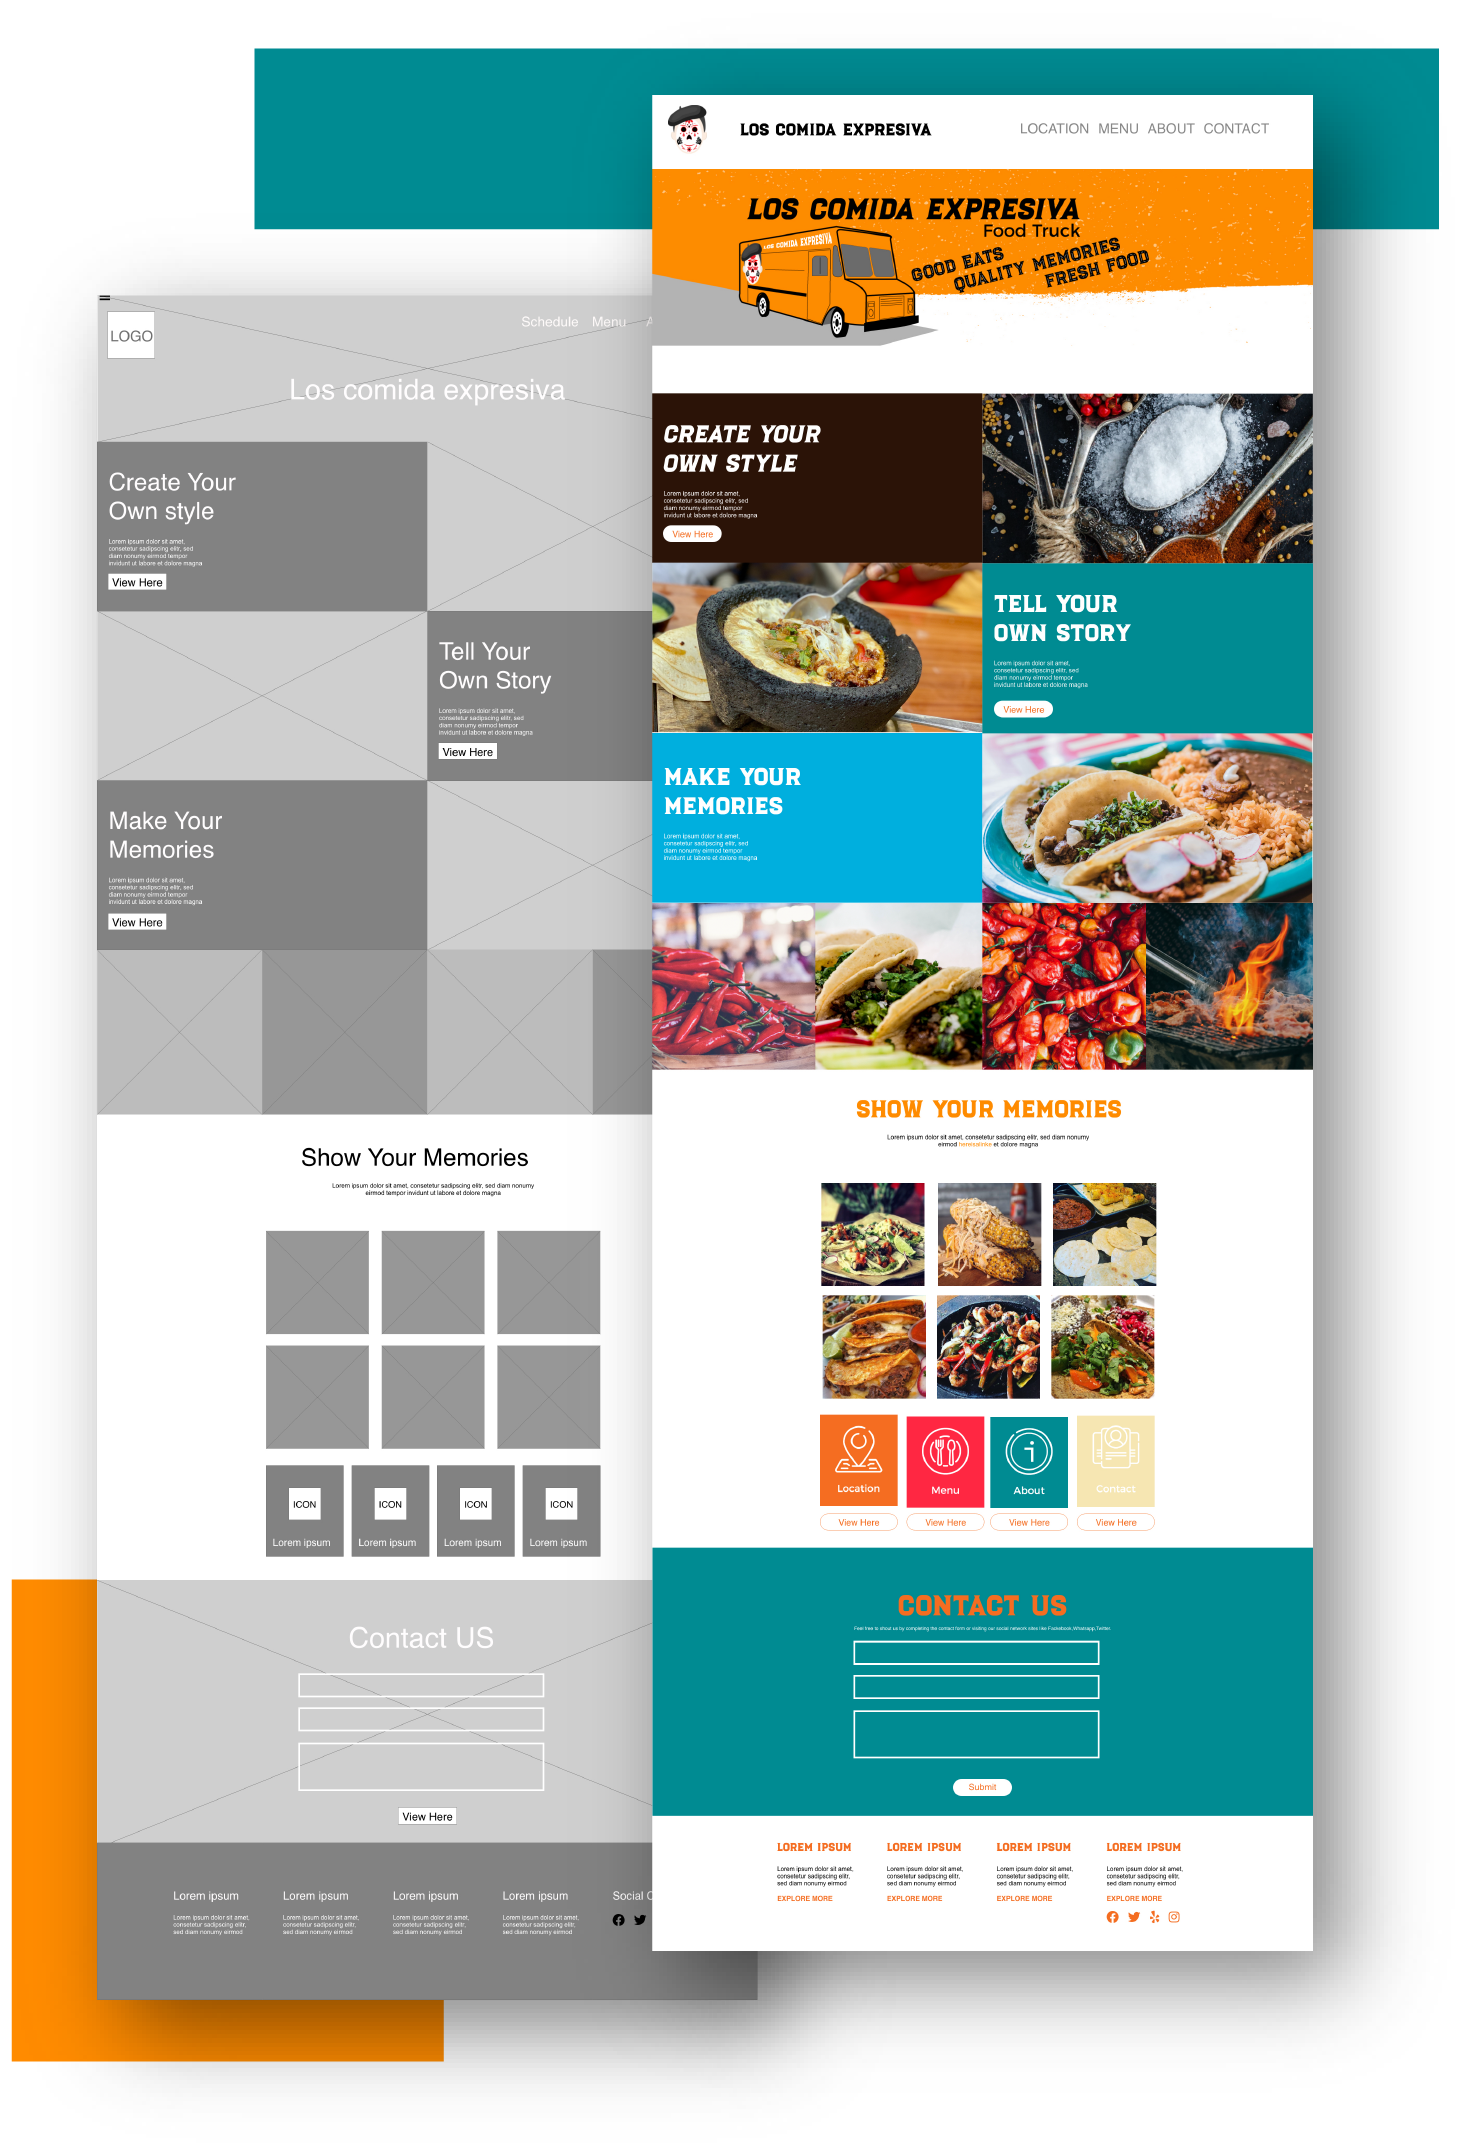 LOGO
Schedule Menu A
Los comida expresiva
Create Your
Own style
Lorem ipsum dolor sit amet,
consetetur sadipscing elitr, sed
diam nonumy eirmod tempor
invidunt ut labore et dolore magna
View Here
Tell Your
Own Story
Lorem ipsum dolor sit amet,
consetetur sadipscing elitr, sed
diam nonumy eirmod tempor
invidunt ut labore et dolore magna
View Here
Make Your
Memories
Lorem ipsum dolor sit amet,
consetetur sadipscing elitr, sed
diam nonumy eirmod tempor
invidunt ut labore et dolore magna
View Here
Show Your Memories
Lorem ipsum dolor sit amet, consetetur sadipscing elitr, sed diam nonumy
eirmod tempor invidunt ut labore et dolore magna
ICON ICON ICON ICON
Lorem ipsum Lorem ipsum Lorem ipsum Lorem ipsum
Contact US
View Here
Lorem ipsum Lorem ipsum Lorem ipsum Lorem ipsum Social C
Lorem ipsum dolor sit amet, Lorem ipsum dolor sit amet, Lorem ipsum dolor sit amet, Lorem ipsum dolor sit amet,
consetetur sadipscing elitr, consetetur sadipscing elitr, consetetur sadipscing elitr, consetetur sadipscing elitr,
sed diam nonumy eirmod sed diam nonumy eirmod sed diam nonumy eirmod sed diam nonumy eirmod
LOS COMIDA EXPRESIVA
LOCATION MENU ABOUT CONTACT
LOS COMIDA EXPRESIVA
Food Truck
LOS COMIDA EXPRESIVA
GOOD EATS
QUALITY MEMORIES
FRESH FOOD
CREATE YOUR
OWN STYLE
Lorem ipsum dolor sit amet,
consetetur sadipscing elitr, sed
diam nonumy eirmod tempor
invidunt ut labore et dolore magna
View Here
TELL YOUR
OWN STORY
Lorem ipsum dolor sit amet,
consetetur sadipscing elitr, sed
diam nonumy eirmod tempor
invidunt ut labore et dolore magna
View Here
MAKE YOUR
MEMORIES
Lorem ipsum dolor sit amet,
consetetur sadipscing elitr, sed
diam nonumy eirmod tempor
invidunt ut labore et dolore magna
SHOW YOUR MEMORIES
Lorem ipsum dolor sit amet, consetetur sadipscing elitr, sed diam nonumy
eirmod et dolore magna
Location Menu About Contact
View Here View Here View Here View Here
CONTACT US
Feel free to shout us by completing the contact form or visiting our social network sites like Fackebook,Whatsapp,Twitter.
Submit
LOREM IPSUM LOREM IPSUM LOREM IPSUM LOREM IPSUM
Lorem ipsum dolor sit amet, Lorem ipsum dolor sit amet, Lorem ipsum dolor sit amet, Lorem ipsum dolor sit amet,
consetetur sadipscing elitr, consetetur sadipscing elitr, consetetur sadipscing elitr, consetetur sadipscing elitr,
sed diam nonumy eirmod sed diam nonumy eirmod sed diam nonumy eirmod sed diam nonumy eirmod
EXPLORE MORE EXPLORE MORE EXPLORE MORE EXPLORE MORE